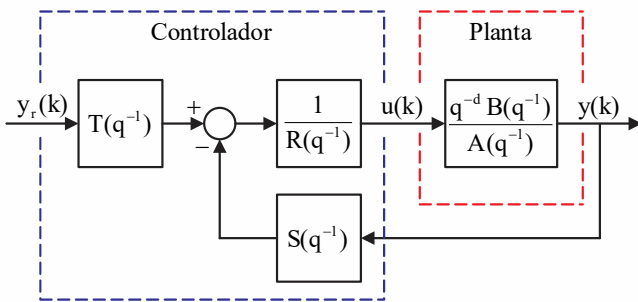 Controlador
Planta
y_r(k)
T(q⁻¹)
+
−
1
R(q⁻¹)
u(k)
q⁻ᵈ B(q⁻¹)
A(q⁻¹)
y(k)
S(q⁻¹)